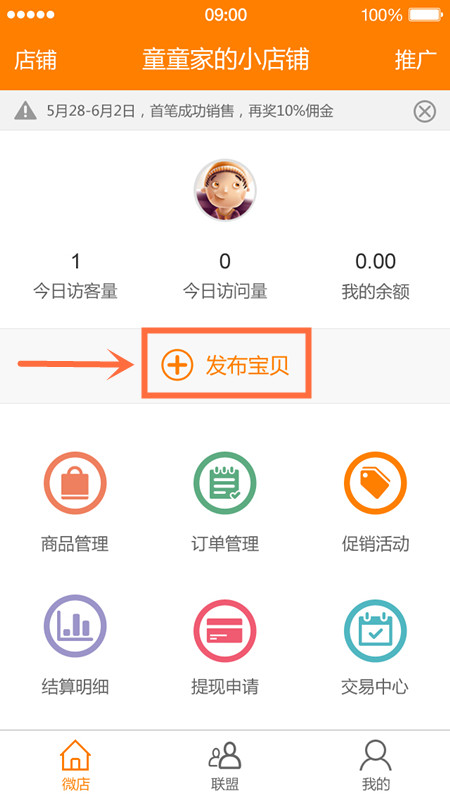 09:00
100%
店铺
童童家的小店铺
推广
5月28-6月2日，首笔成功销售，再奖10%佣金
1
0
0.00
今日访客量
今日访问量
我的余额
发布宝贝
商品管理
订单管理
促销活动
结算明细
提现申请
交易中心
微店
联盟
我的